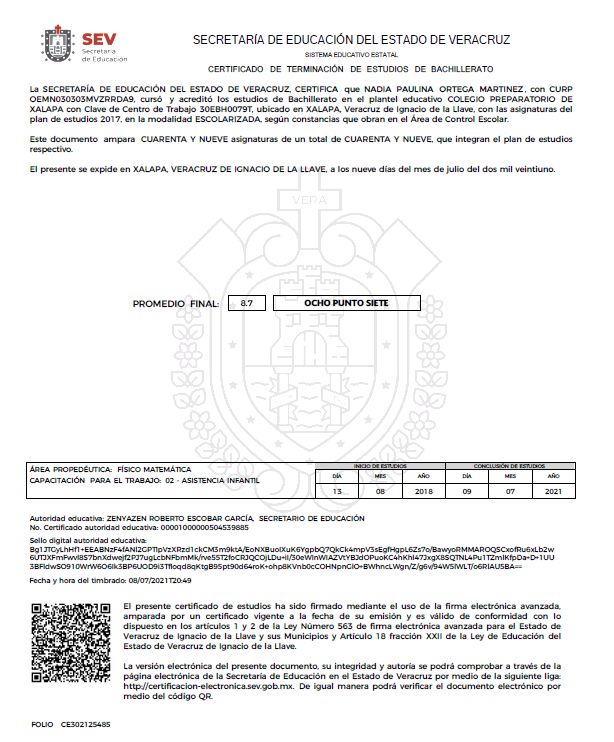 SEV
Secretaría
de Educación
SECRETARÍA DE EDUCACIÓN DEL ESTADO DE VERACRUZ
SISTEMA EDUCATIVO ESTATAL
CERTIFICADO DE TERMINACIÓN DE ESTUDIOS DE BACHILLERATO
La SECRETARÍA DE EDUCACIÓN DEL ESTADO DE VERACRUZ, CERTIFICA que NADIA PAULINA ORTEGA MARTINEZ, con CURP
OEMN030303MVZRRDA9, cursó y acreditó los estudios de Bachillerato en el plantel educativo COLEGIO PREPARATORIO DE
XALAPA con Clave de Centro de Trabajo 30EBH0079T, ubicado en XALAPA, Veracruz de Ignacio de la Llave, con las asignaturas del
plan de estudios 2017, en la modalidad ESCOLARIZADA, según constancias que obran en el Área de Control Escolar.
Este documento ampara CUARENTA Y NUEVE asignaturas de un total de CUARENTA Y NUEVE, que integran el plan de estudios
respectivo.
El presente se expide en XALAPA, VERACRUZ DE IGNACIO DE LA LLAVE, a los nueve días del mes de julio del dos mil veintiuno.
VERA
PROMEDIO FINAL: 8.7 OCHO PUNTO SIETE
ÁREA PROPEDÉUTICA: FÍSICO MATEMÁTICA
CAPACITACIÓN PARA EL TRABAJO: 02 - ASISTENCIA INFANTIL
INICIO DE ESTUDIOS CONCLUSIÓN DE ESTUDIOS
DÍA MES AÑO DÍA MES AÑO
13 08 2018 09 07 2021
Autoridad educativa: ZENYAZEN ROBERTO ESCOBAR GARCÍA, SECRETARIO DE EDUCACIÓN
No. Certificado autoridad educativa: 00001000000504539885
Sello digital autoridad educativa:
Fecha y hora del timbrado: 08/07/2021T20:49
El presente certificado de estudios ha sido firmado mediante el uso de la firma electrónica avanzada,
amparada por un certificado vigente a la fecha de su emisión y es válido de conformidad con lo
dispuesto en los artículos 1 y 2 de la Ley Número 563 de firma electrónica avanzada para el Estado de
Veracruz de Ignacio de la Llave y sus Municipios y Artículo 18 fracción XXII de la Ley de Educación del
Estado de Veracruz de Ignacio de la Llave.
La versión electrónica del presente documento, su integridad y autoría se podrá comprobar a través de la
página electrónica de la Secretaría de Educación en el Estado de Veracruz por medio de la siguiente liga:
http://certificacion-electronica.sev.gob.mx. De igual manera podrá verificar el documento electrónico por
medio del código QR.
FOLIO CE302125485